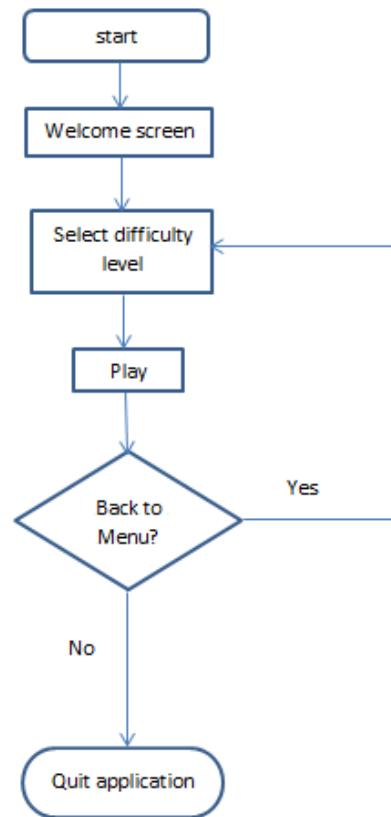 start
Welcome screen
Select difficulty
level
Play
Back to
Menu?
Yes
No
Quit application